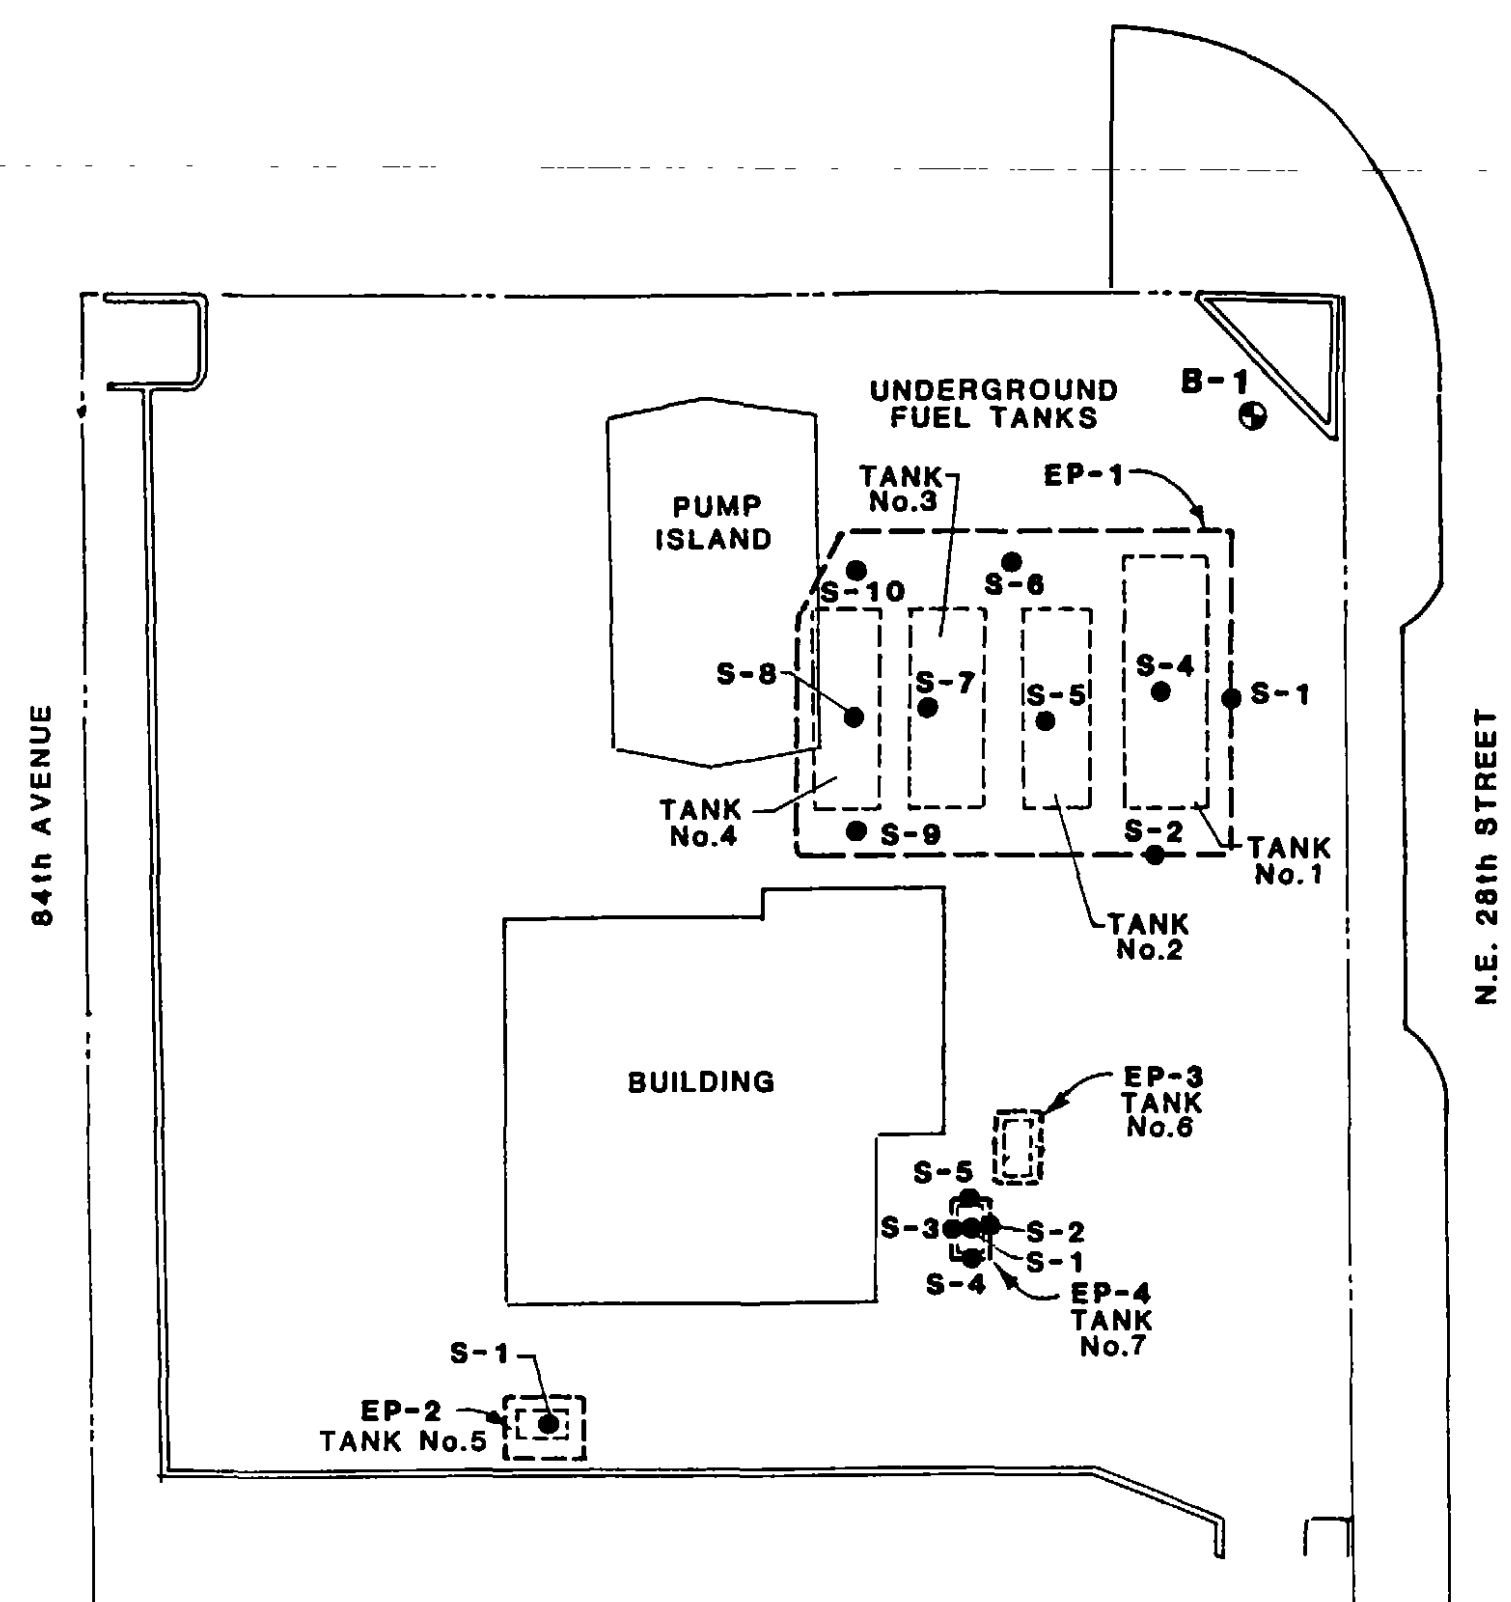 B-1
UNDERGROUND
FUEL TANKS
TANK
No.3
EP-1
PUMP
ISLAND
S-10
S-6
S-8
S-7
S-5
S-4
S-1
TANK
No.4
S-9
S-2
TANK
No.1
TANK
No.2
84th AVENUE
N.E. 28th STREET
BUILDING
EP-3
TANK
No.6
S-5
S-3
S-2
S-1
S-4
EP-4
TANK
No.7
S-1
EP-2
TANK No.5